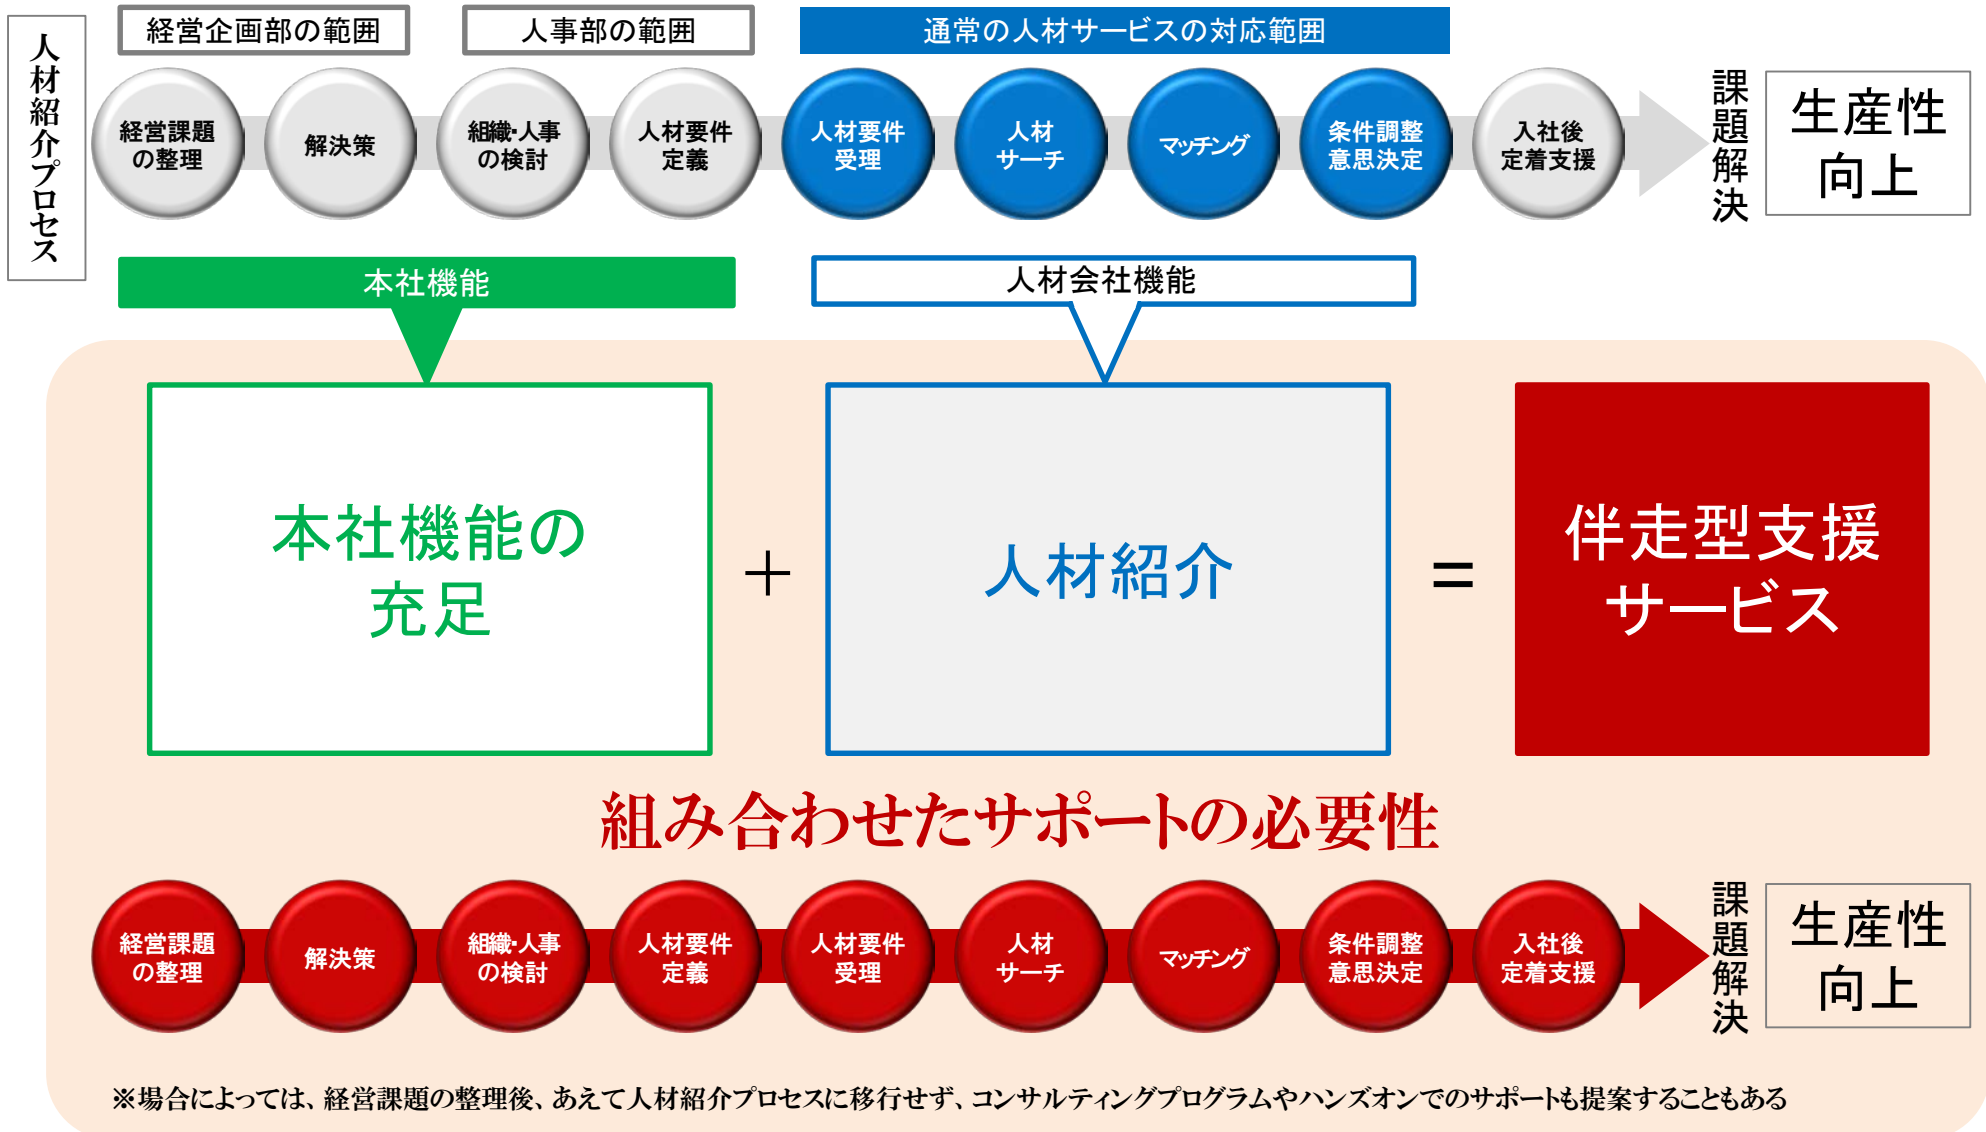 人材紹介プロセス
経営企画部の範囲
人事部の範囲
通常の人材サービスの対応範囲
経営課題
の整理
解決策
組織・人事
の検討
人材要件
定義
人材要件
受理
人材
サーチ
マッチング
条件調整
意思決定
入社後
定着支援
課題解決
生産性
向上
本社機能
人材会社機能
本社機能の
充足
＋
人材紹介
＝
伴走型支援
サービス
組み合わせたサポートの必要性
経営課題
の整理
解決策
組織・人事
の検討
人材要件
定義
人材要件
受理
人材
サーチ
マッチング
条件調整
意思決定
入社後
定着支援
課題解決
生産性
向上
※場合によっては、経営課題の整理後、あえて人材紹介プロセスに移行せず、コンサルティングプログラムやハンズオンでのサポートも提案することもある